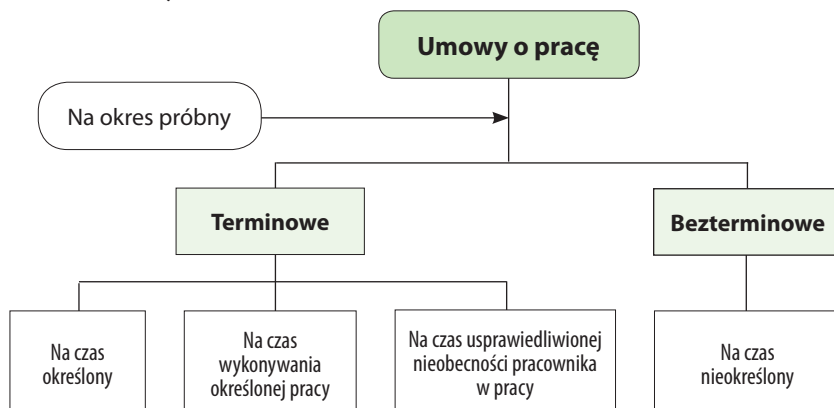 Umowy o pracę
Na okres próbny
Terminowe
Bezterminowe
Na czas
określony
Na czas
wykonywania
określonej pracy
Na czas usprawiedliwionej
nieobecności pracownika
w pracy
Na czas
nieokreślony